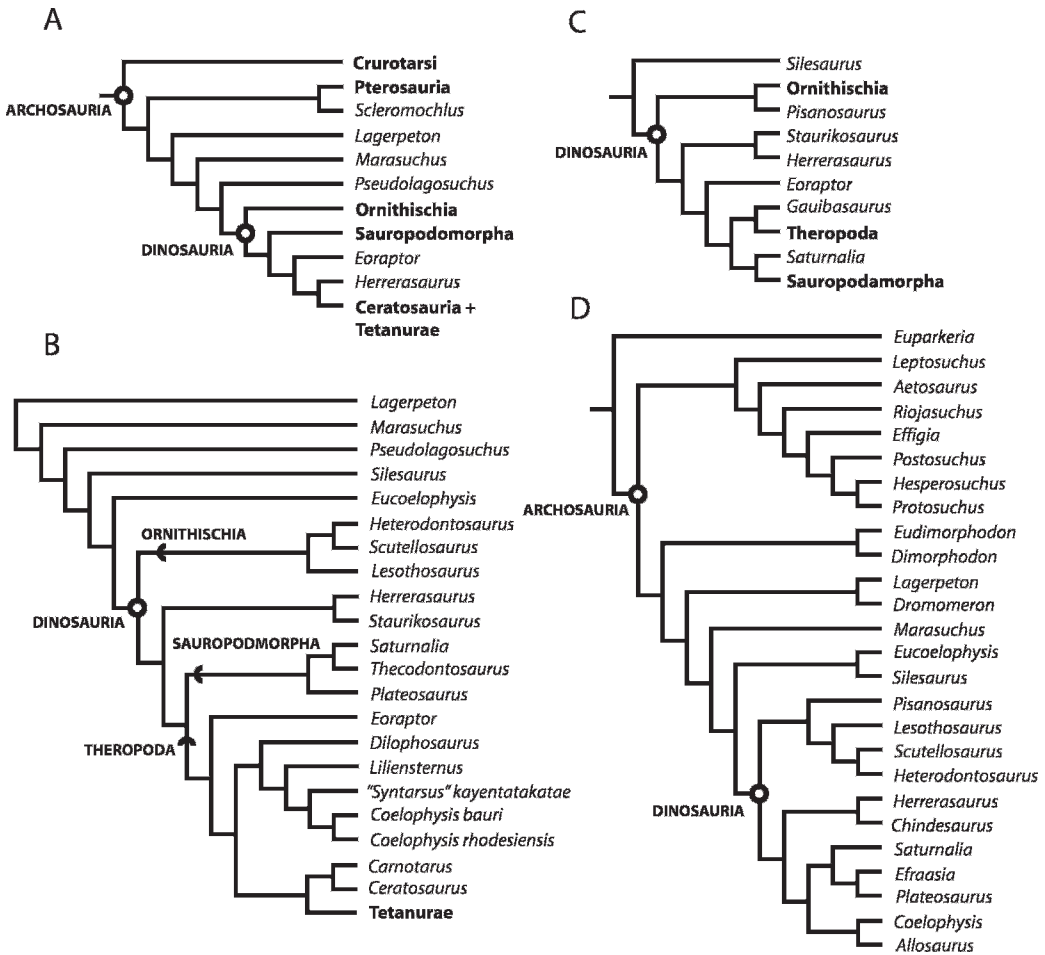 A
Crurotarsi
Pterosauria
Scleromochlus
ARCHOSAURIA
Lagerpeton
Marasuchus
Pseudolagosuchus
Ornithischia
DINOSAURIA
Sauropodomorpha
Eoraptor
Herrerasaurus
Ceratosauria +
Tetanurae
B
Lagerpeton
Marasuchus
Pseudolagosuchus
Silesaurus
Eucoelophysis
ORNITHISCHIA
Heterodontosaurus
Scutellosaurus
Lesothosaurus
Herrerasaurus
DINOSAURIA
Staurikosaurus
SAUROPODMORPHA
Saturnalia
Thecodontosaurus
Plateosaurus
Eoraptor
THEROPODA
Dilophosaurus
Liliensternus
"Syntarsus" kayentatakatae
Coelophysis bauri
Coelophysis rhodesiensis
Carnotarus
Ceratosaurus
Tetanurae
C
Silesaurus
Ornithischia
Pisanosaurus
DINOSAURIA
Staurikosaurus
Herrerasaurus
Eoraptor
Gauibasaurus
Theropoda
Saturnalia
Sauropodamorpha
D
Euparkeria
Leptosuchus
Aetosaurus
Riojasuchus
Effigia
Postosuchus
Hesperosuchus
Protosuchus
ARCHOSAURIA
Eudimorphodon
Dimorphodon
Lagerpeton
Dromomeron
Marasuchus
Eucoelophysis
Silesaurus
Pisanosaurus
Lesothosaurus
Scutellosaurus
Heterodontosaurus
DINOSAURIA
Herrerasaurus
Chindesaurus
Saturnalia
Efraasia
Plateosaurus
Coelophysis
Allosaurus